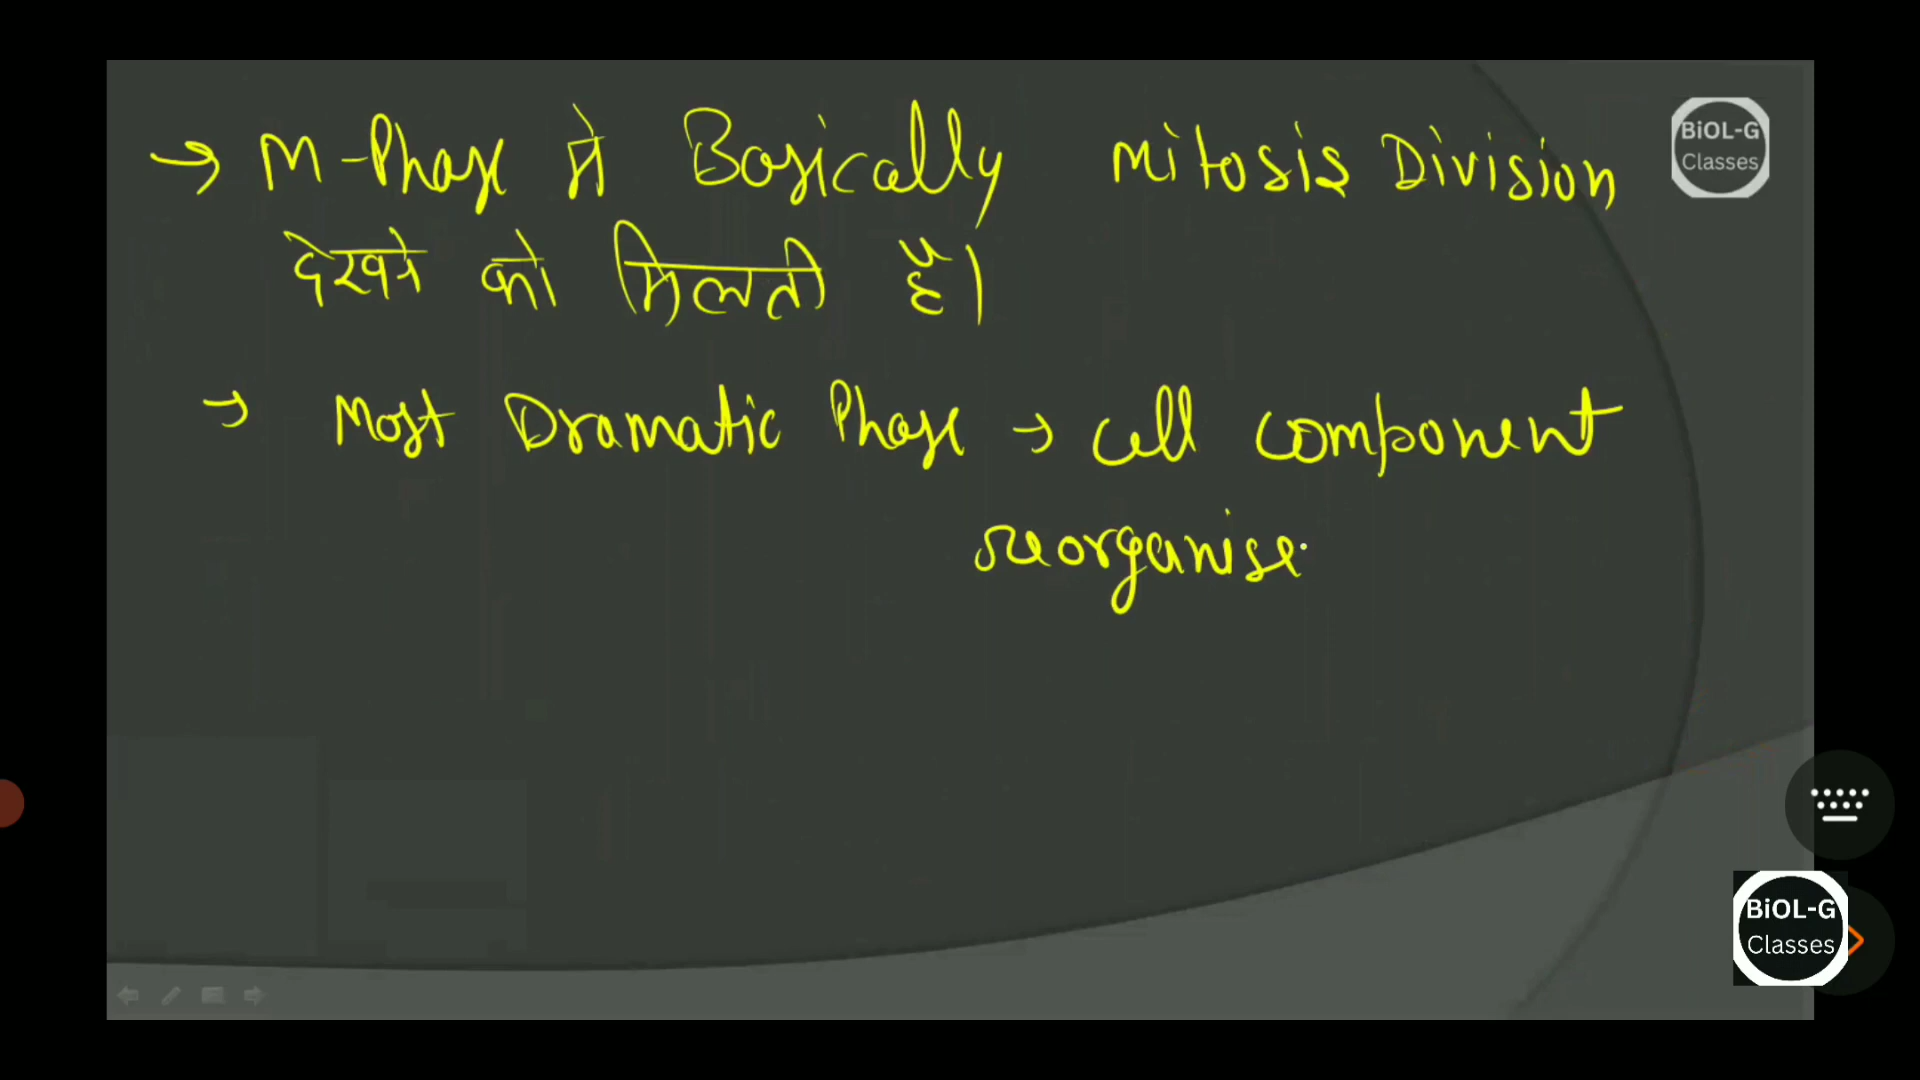 → M-Phase में Basically mitosis Division
देखने को मिलती है।
→ Most Dramatic Phase → cell component
reorganise
BiOL-G
Classes
BiOL-G
Classes